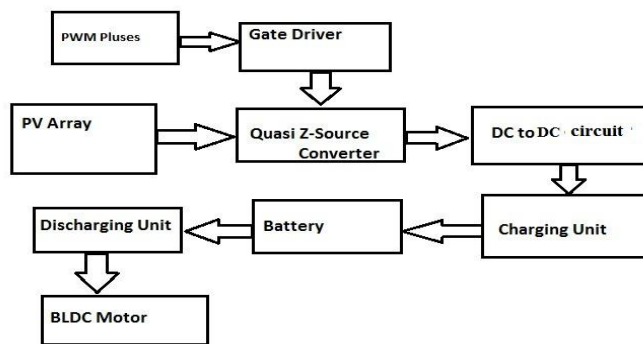 PWM Pluses
Gate Driver
PV Array
Quasi Z-Source
Converter
DC to DC circuit
Discharging Unit
Battery
Charging Unit
BLDC Motor